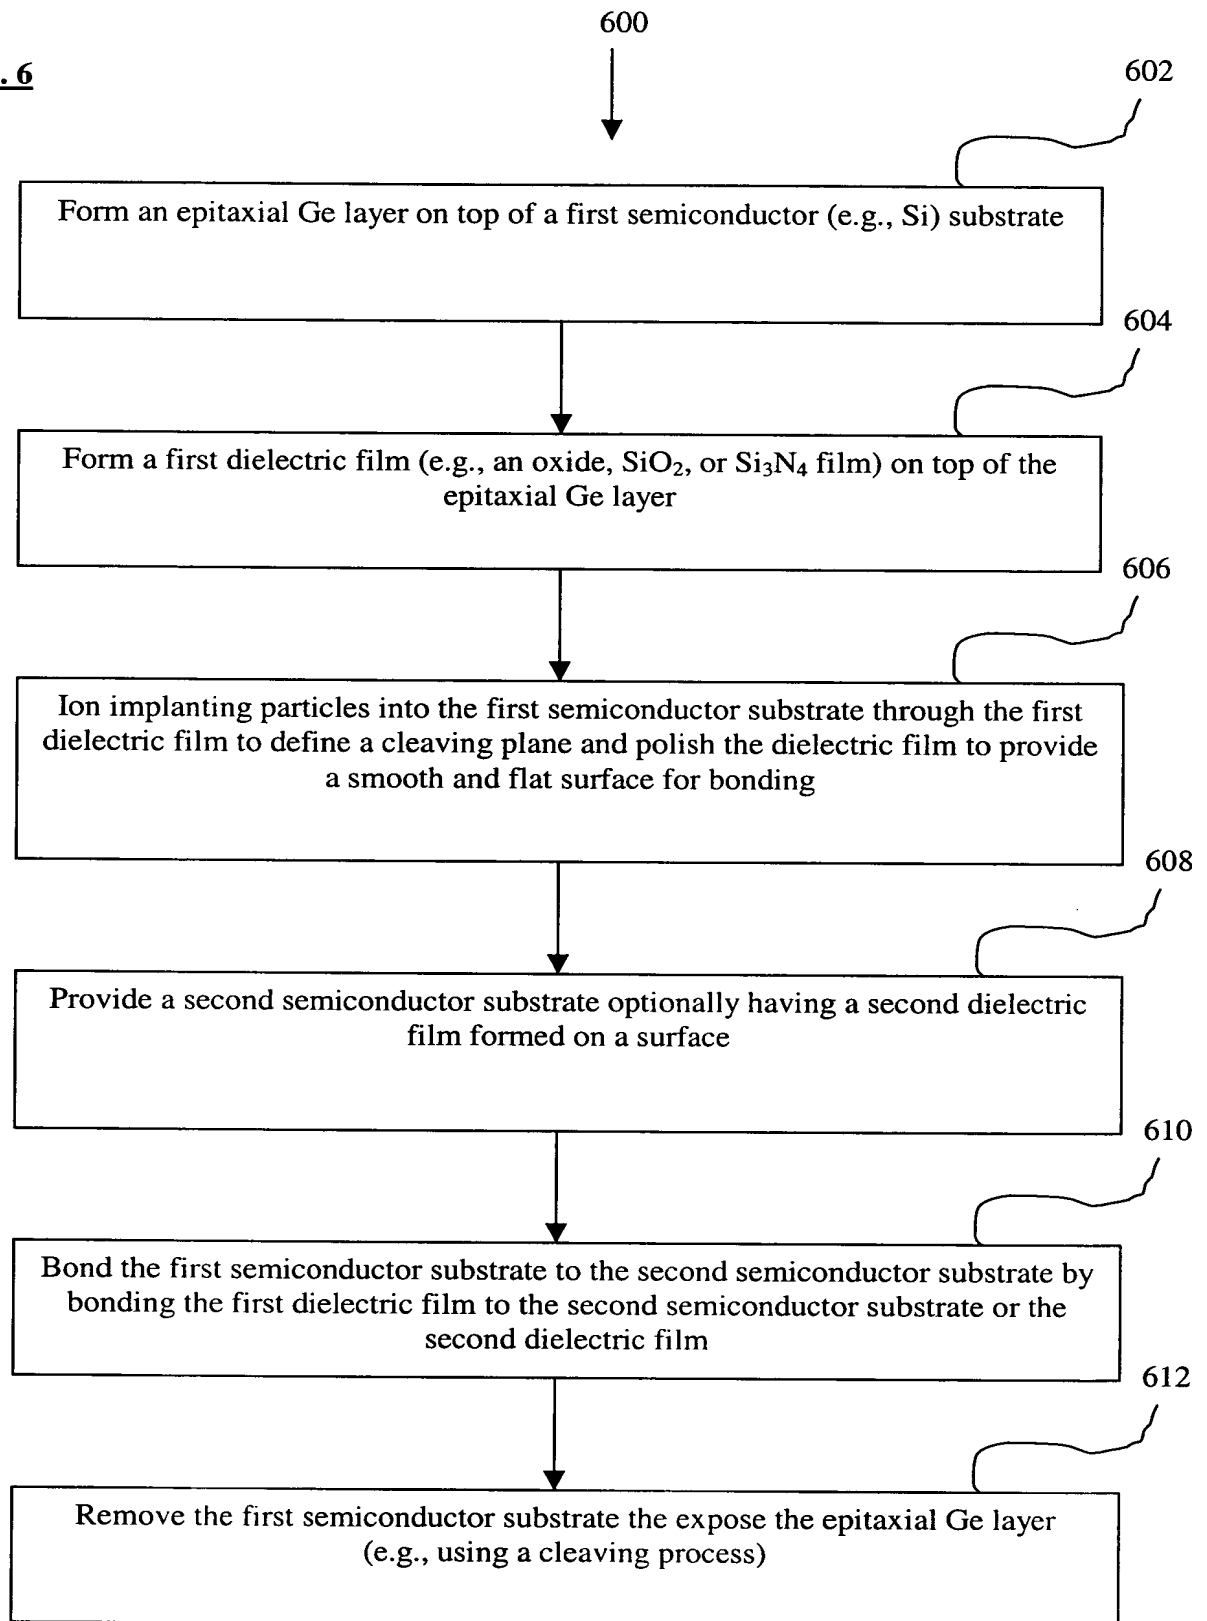 600
. 6
602
Form an epitaxial Ge layer on top of a first semiconductor (e.g., Si) substrate
604
Form a first dielectric film (e.g., an oxide, SiO₂, or Si₃N₄ film) on top of the
epitaxial Ge layer
606
Ion implanting particles into the first semiconductor substrate through the first
dielectric film to define a cleaving plane and polish the dielectric film to provide
a smooth and flat surface for bonding
608
Provide a second semiconductor substrate optionally having a second dielectric
film formed on a surface
610
Bond the first semiconductor substrate to the second semiconductor substrate by
bonding the first dielectric film to the second semiconductor substrate or the
second dielectric film
612
Remove the first semiconductor substrate the expose the epitaxial Ge layer
(e.g., using a cleaving process)